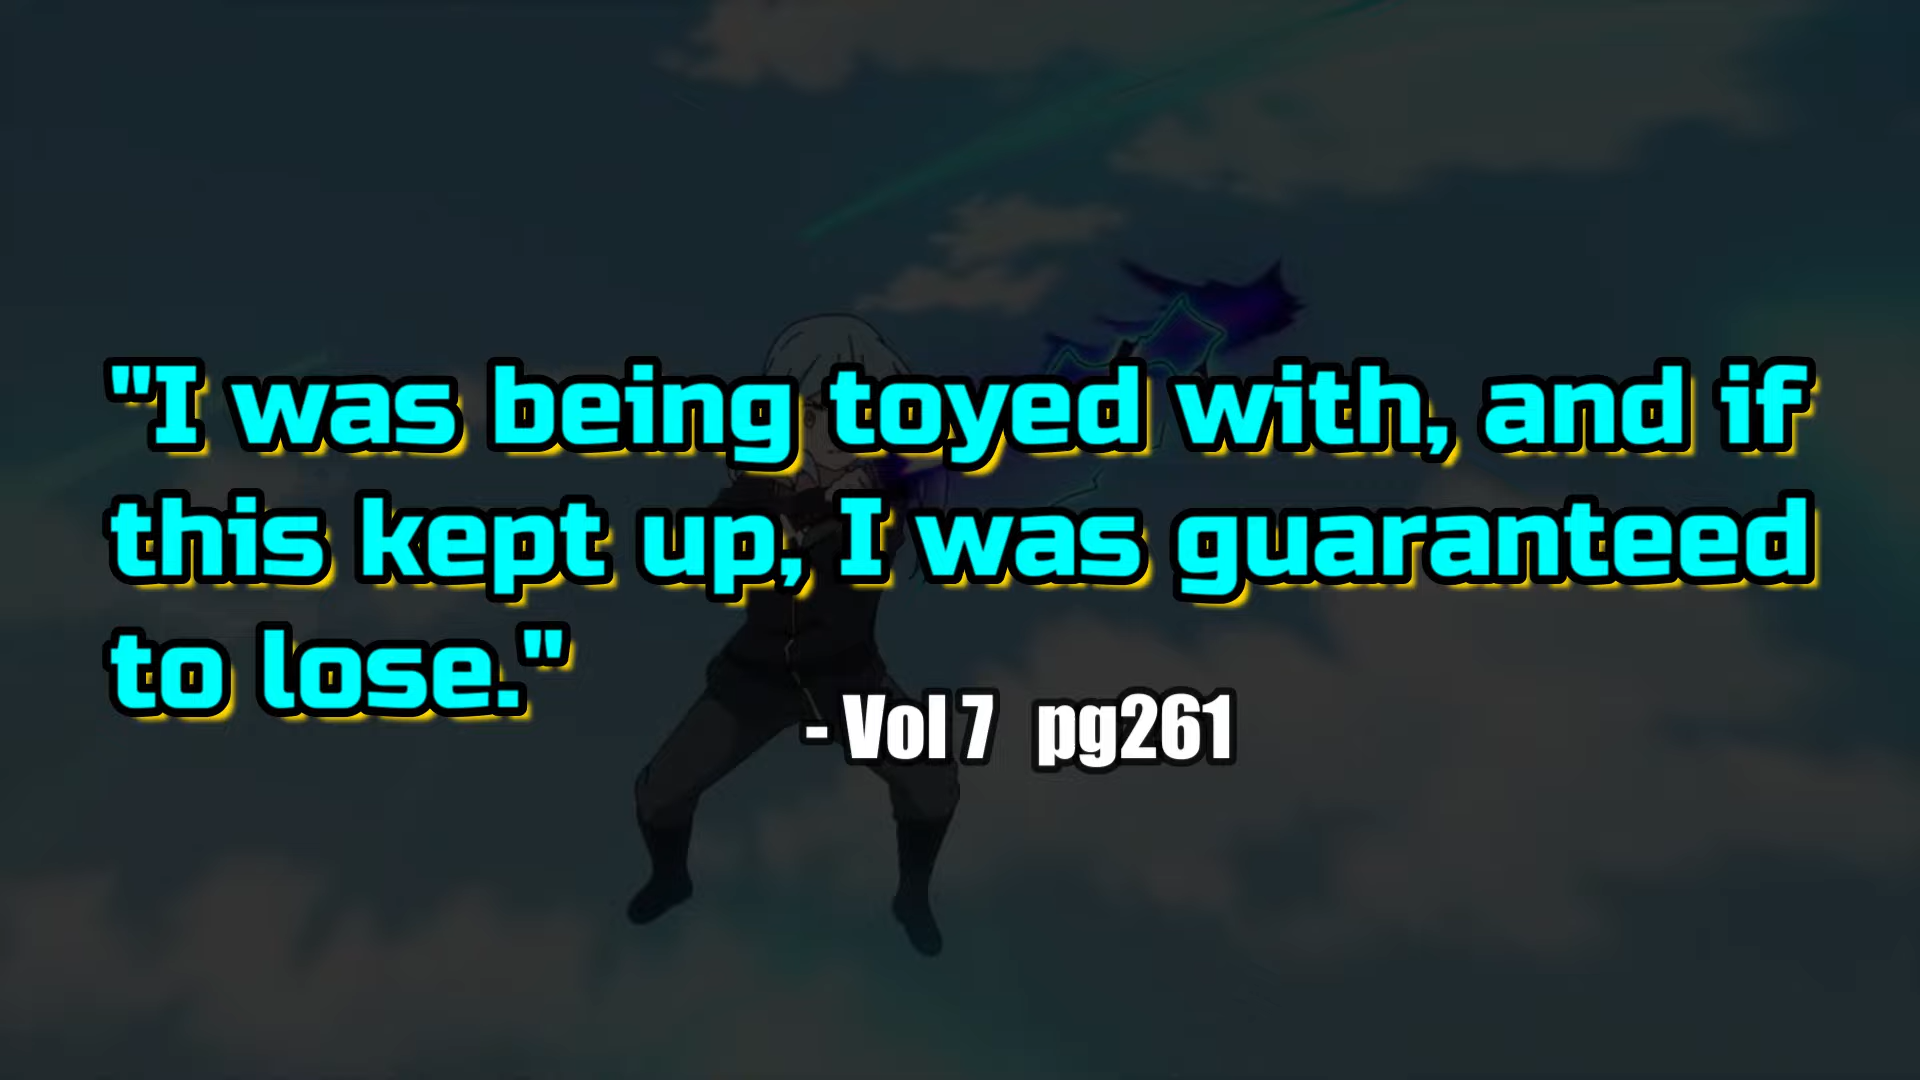 "I was being toyed with, and if
this kept up, I was guaranteed
to lose."
- Vol 7 pg261